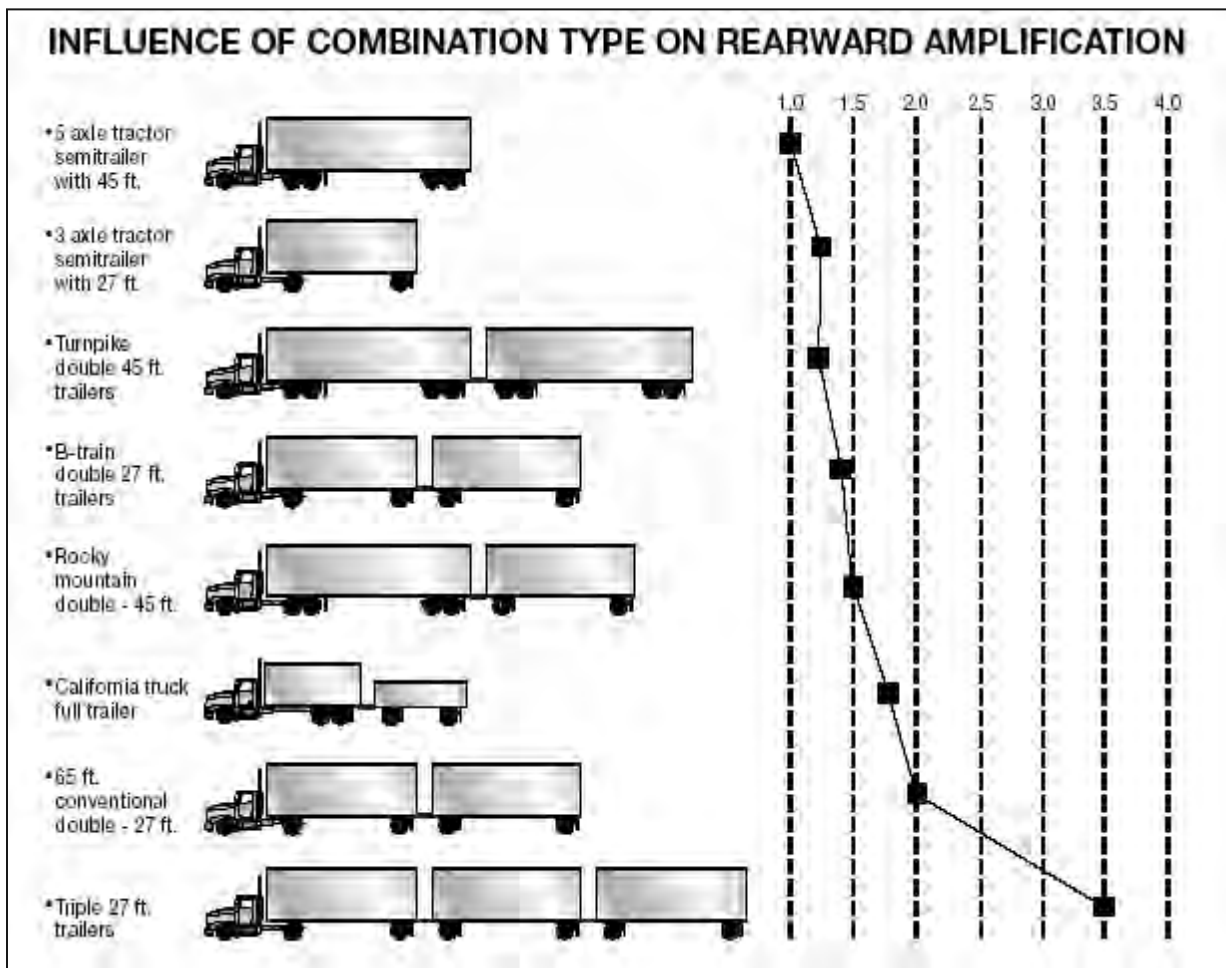 INFLUENCE OF COMBINATION TYPE ON REARWARD AMPLIFICATION
1.0 1.5 2.0 2.5 3.0 3.5 4.0
•5 axle tractor
semitrailer
with 45 ft.
•3 axle tractor
semitrailer
with 27 ft.
•Turnpike
double 45 ft.
trailers
•B-train
double 27 ft.
trailers
•Rocky
mountain
double - 45 ft.
•California truck
full trailer
•65 ft.
conventional
double - 27 ft.
•Triple 27 ft.
trailers